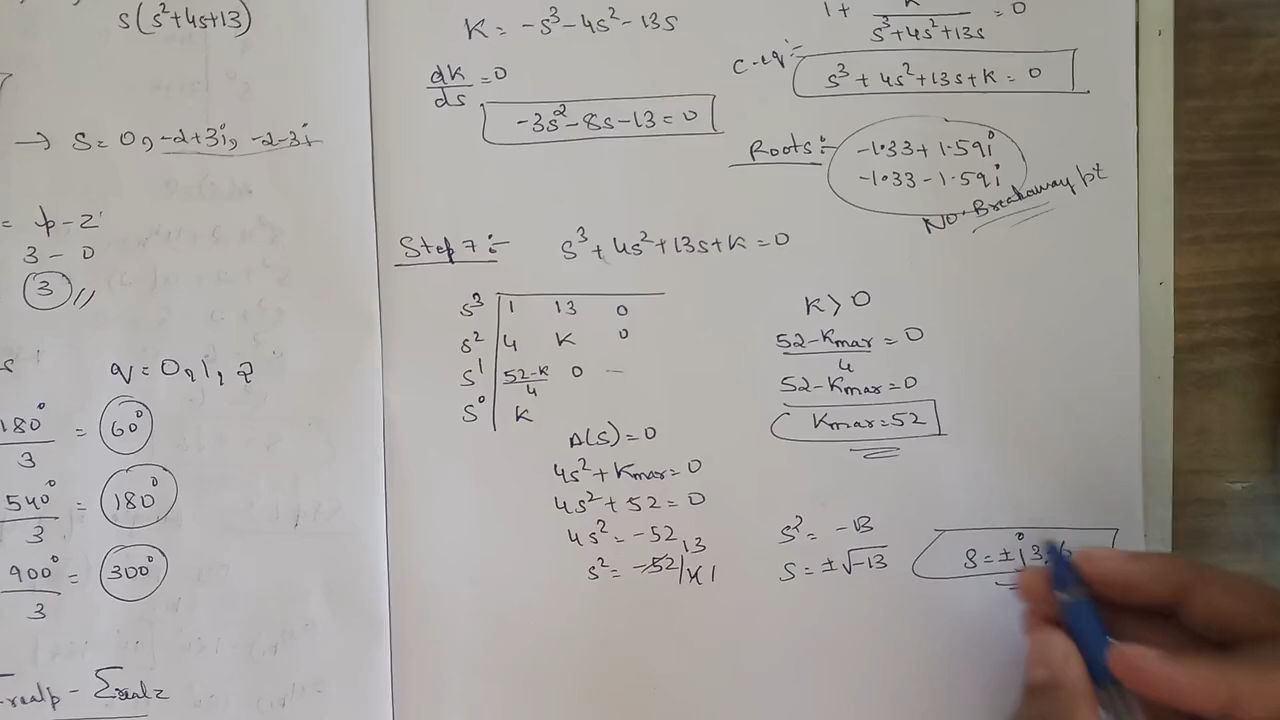 s(s²+4s+13)
→ s=0, -2+3i, -2-3i
= p-z
3 - 0
3 //
q=0,1,2
180°/3 = 60°
540°/3 = 180°
900°/3 = 300°
Σrealz
K = -s³-4s²-13s
dK/ds = 0
-3s²-8s-13=0
s³+4s²+13s = 0
C-eqⁿ:-
s³+4s²+13s+K = 0
Roots:- -1.33+1.59i
-1.33-1.59i
NO Breakaway pt
Step 7:- s³+4s²+13s+K=0
s³ 1 13 0
s² 4 K 0
s¹ 52-K/4 0 —
s⁰ K
A(s)=0
4s²+Kmax=0
4s²+52=0
4s²=-52
s²=-52/4 13 1
K>0
52-Kmax/4 = 0
52-Kmax=0
Kmax=52
s²= -13
s=±√-13
s=±j3.6